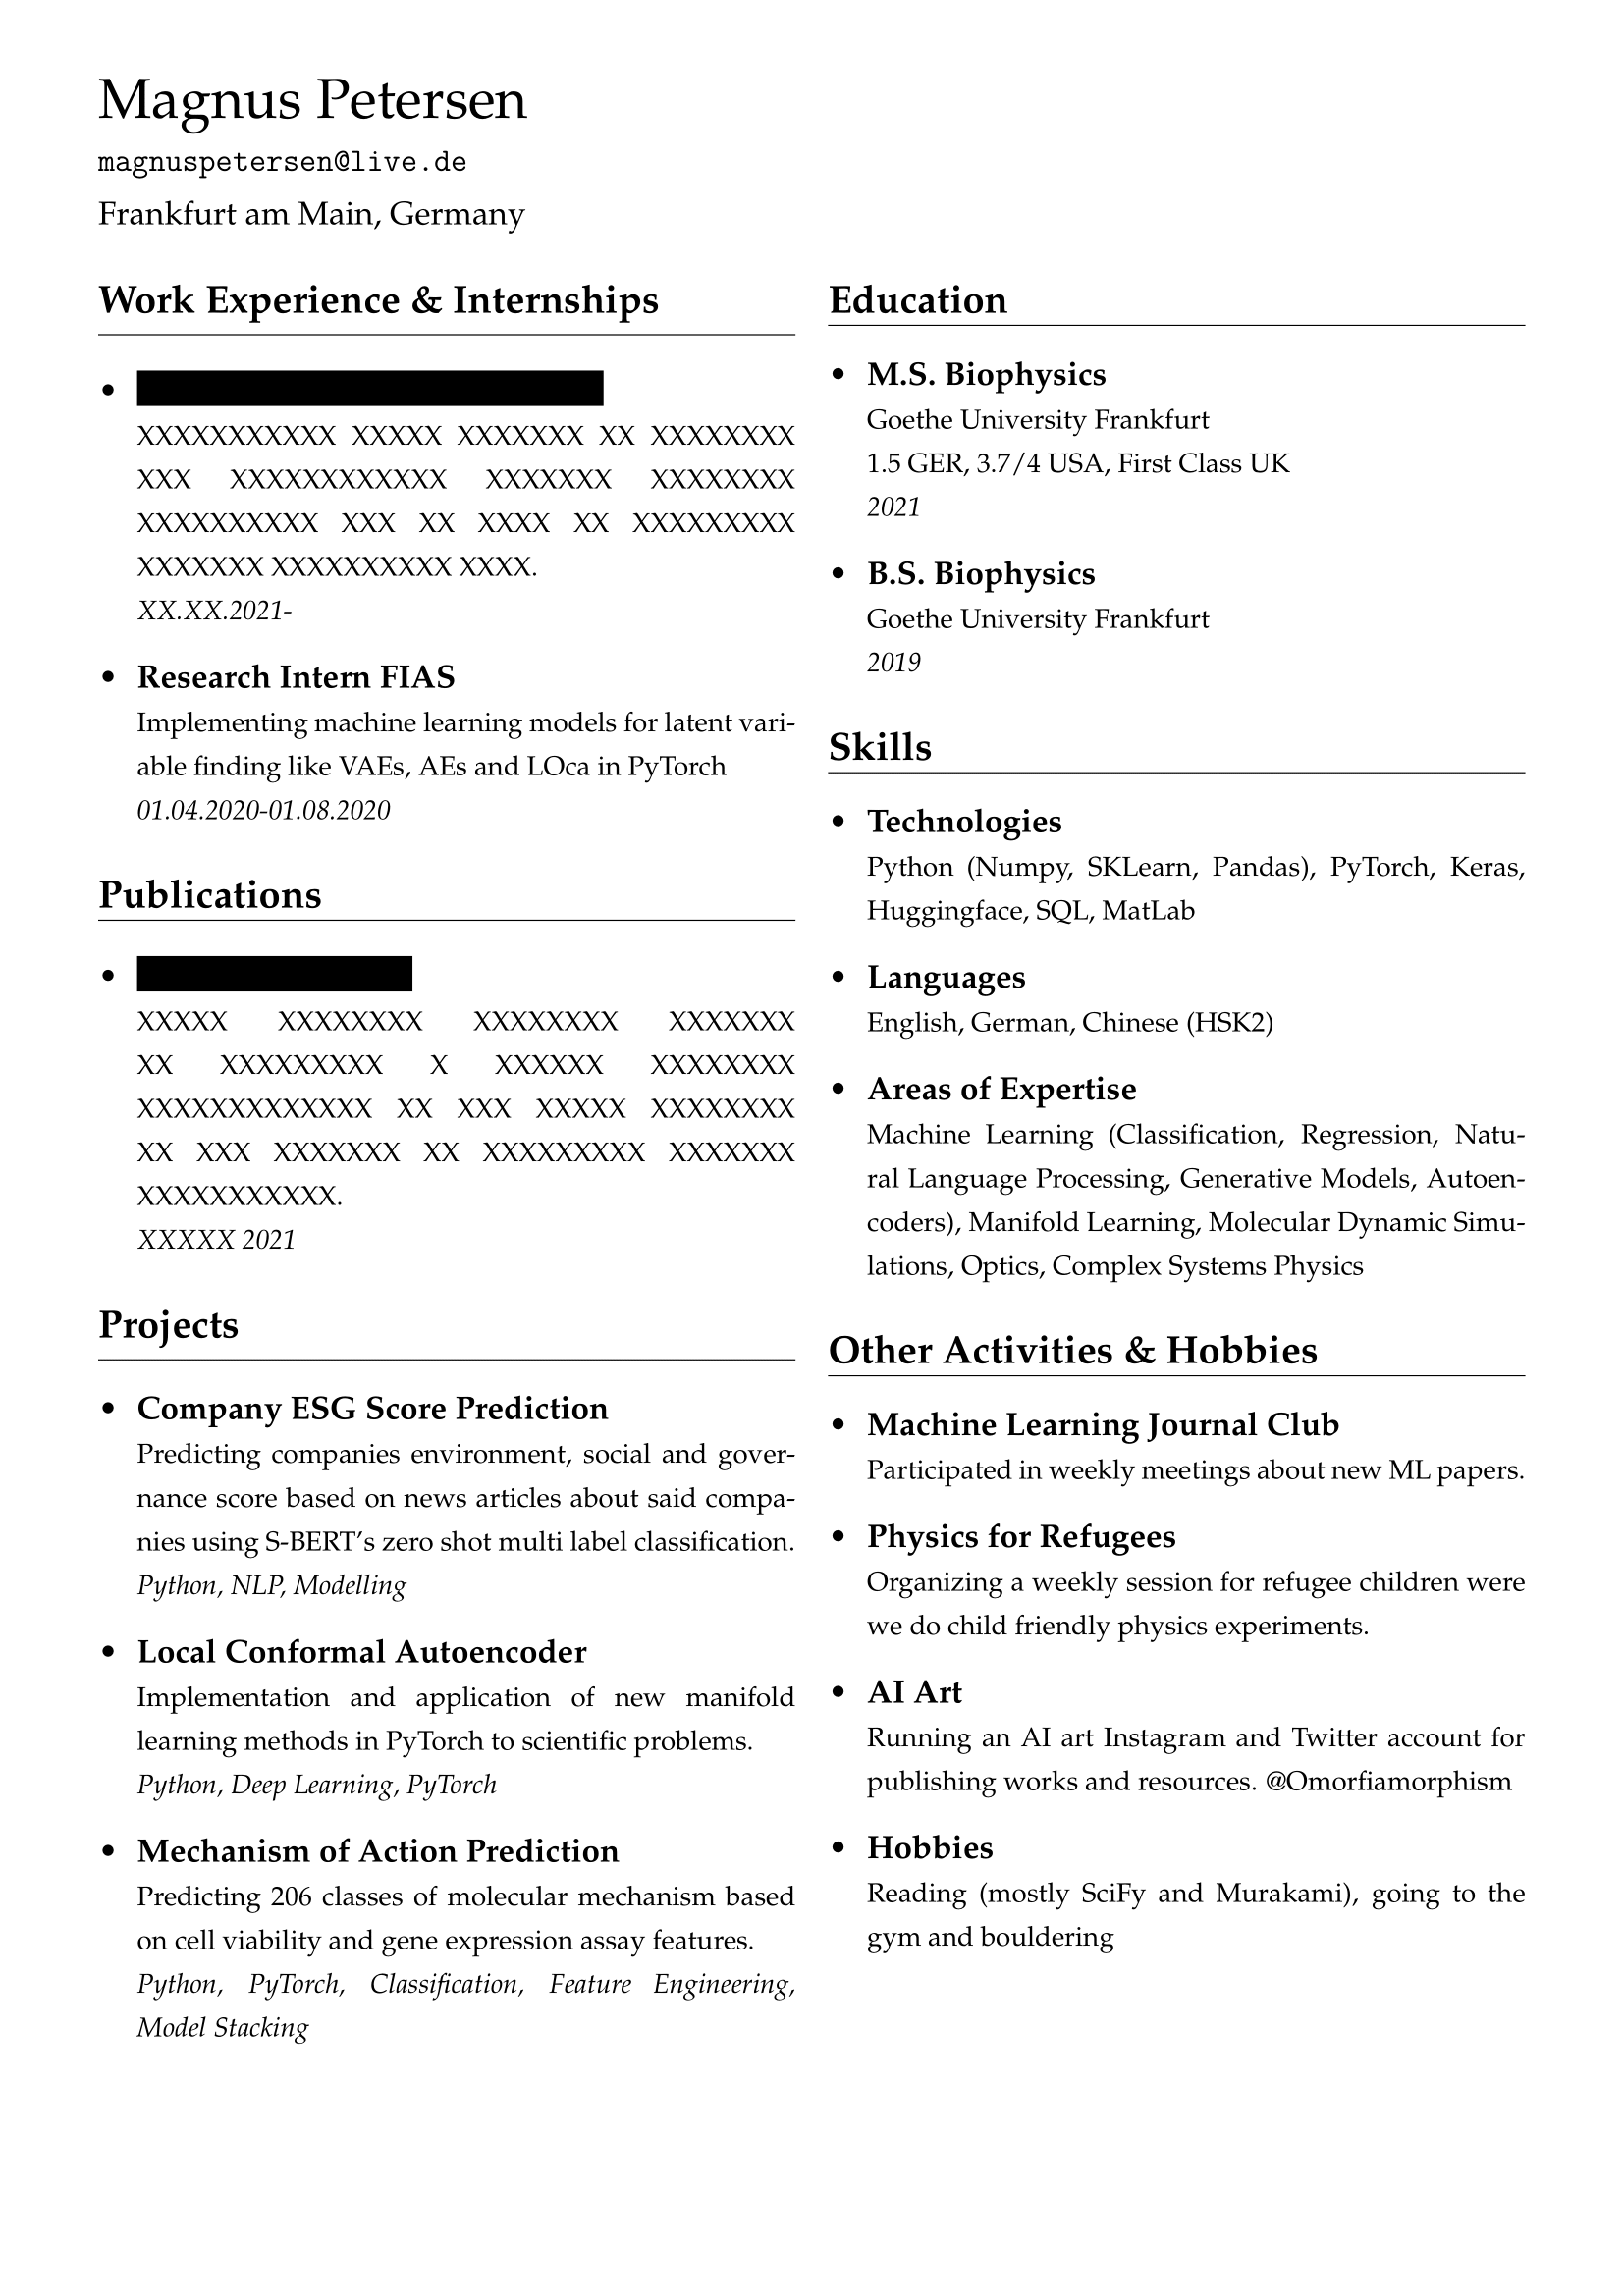 Magnus Petersen
magnuspetersen@live.de
Frankfurt am Main, Germany
Work Experience & Internships
XXXXXXXXXXX XXXXX XXXXXXX XX XXXXXXXX
XXX XXXXXXXXXXXX XXXXXXX XXXXXXXX
XXXXXXXXXX XXX XX XXXX XX XXXXXXXXX
XXXXXXX XXXXXXXXXX XXXX.
XX.XX.2021-
• Research Intern FIAS
Implementing machine learning models for latent vari-
able finding like VAEs, AEs and LOca in PyTorch
01.04.2020-01.08.2020
Publications
XXXXX XXXXXXXX XXXXXXXX XXXXXXX
XX XXXXXXXXX X XXXXXX XXXXXXXX
XXXXXXXXXXXXX XX XXX XXXXX XXXXXXXX
XX XXX XXXXXXX XX XXXXXXXXX XXXXXXX
XXXXXXXXXXX.
XXXXX 2021
Projects
• Company ESG Score Prediction
Predicting companies environment, social and gover-
nance score based on news articles about said compa-
nies using S-BERT's zero shot multi label classification.
Python, NLP, Modelling
• Local Conformal Autoencoder
Implementation and application of new manifold
learning methods in PyTorch to scientific problems.
Python, Deep Learning, PyTorch
• Mechanism of Action Prediction
Predicting 206 classes of molecular mechanism based
on cell viability and gene expression assay features.
Python, PyTorch, Classification, Feature Engineering,
Model Stacking
Education
• M.S. Biophysics
Goethe University Frankfurt
1.5 GER, 3.7/4 USA, First Class UK
2021
• B.S. Biophysics
Goethe University Frankfurt
2019
Skills
• Technologies
Python (Numpy, SKLearn, Pandas), PyTorch, Keras,
Huggingface, SQL, MatLab
• Languages
English, German, Chinese (HSK2)
• Areas of Expertise
Machine Learning (Classification, Regression, Natu-
ral Language Processing, Generative Models, Autoen-
coders), Manifold Learning, Molecular Dynamic Simu-
lations, Optics, Complex Systems Physics
Other Activities & Hobbies
• Machine Learning Journal Club
Participated in weekly meetings about new ML papers.
• Physics for Refugees
Organizing a weekly session for refugee children were
we do child friendly physics experiments.
• AI Art
Running an AI art Instagram and Twitter account for
publishing works and resources. @Omorfiamorphism
• Hobbies
Reading (mostly SciFy and Murakami), going to the
gym and bouldering